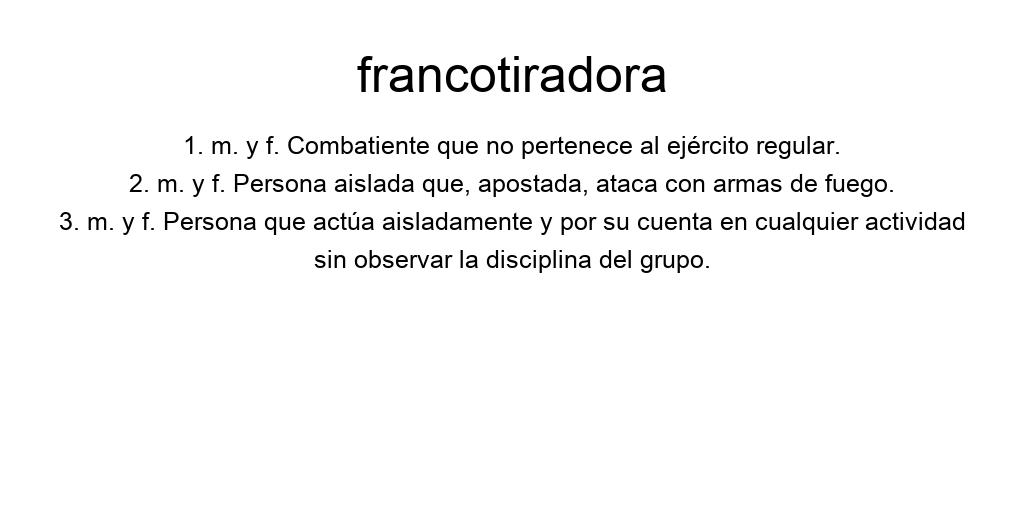 francotiradora
1. m. y f. Combatiente que no pertenece al ejército regular.
2. m. y f. Persona aislada que, apostada, ataca con armas de fuego.
3. m. y f. Persona que actúa aisladamente y por su cuenta en cualquier actividad
sin observar la disciplina del grupo.